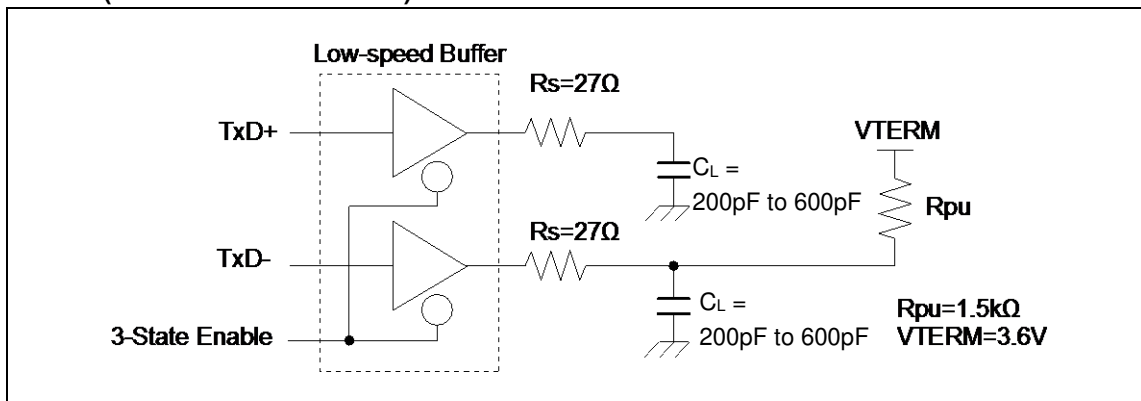 Low-speed Buffer
Rs=27Ω
TxD+
VTERM
CL =
200pF to 600pF
Rpu
Rs=27Ω
TxD-
CL =
200pF to 600pF
Rpu=1.5kΩ
VTERM=3.6V
3-State Enable